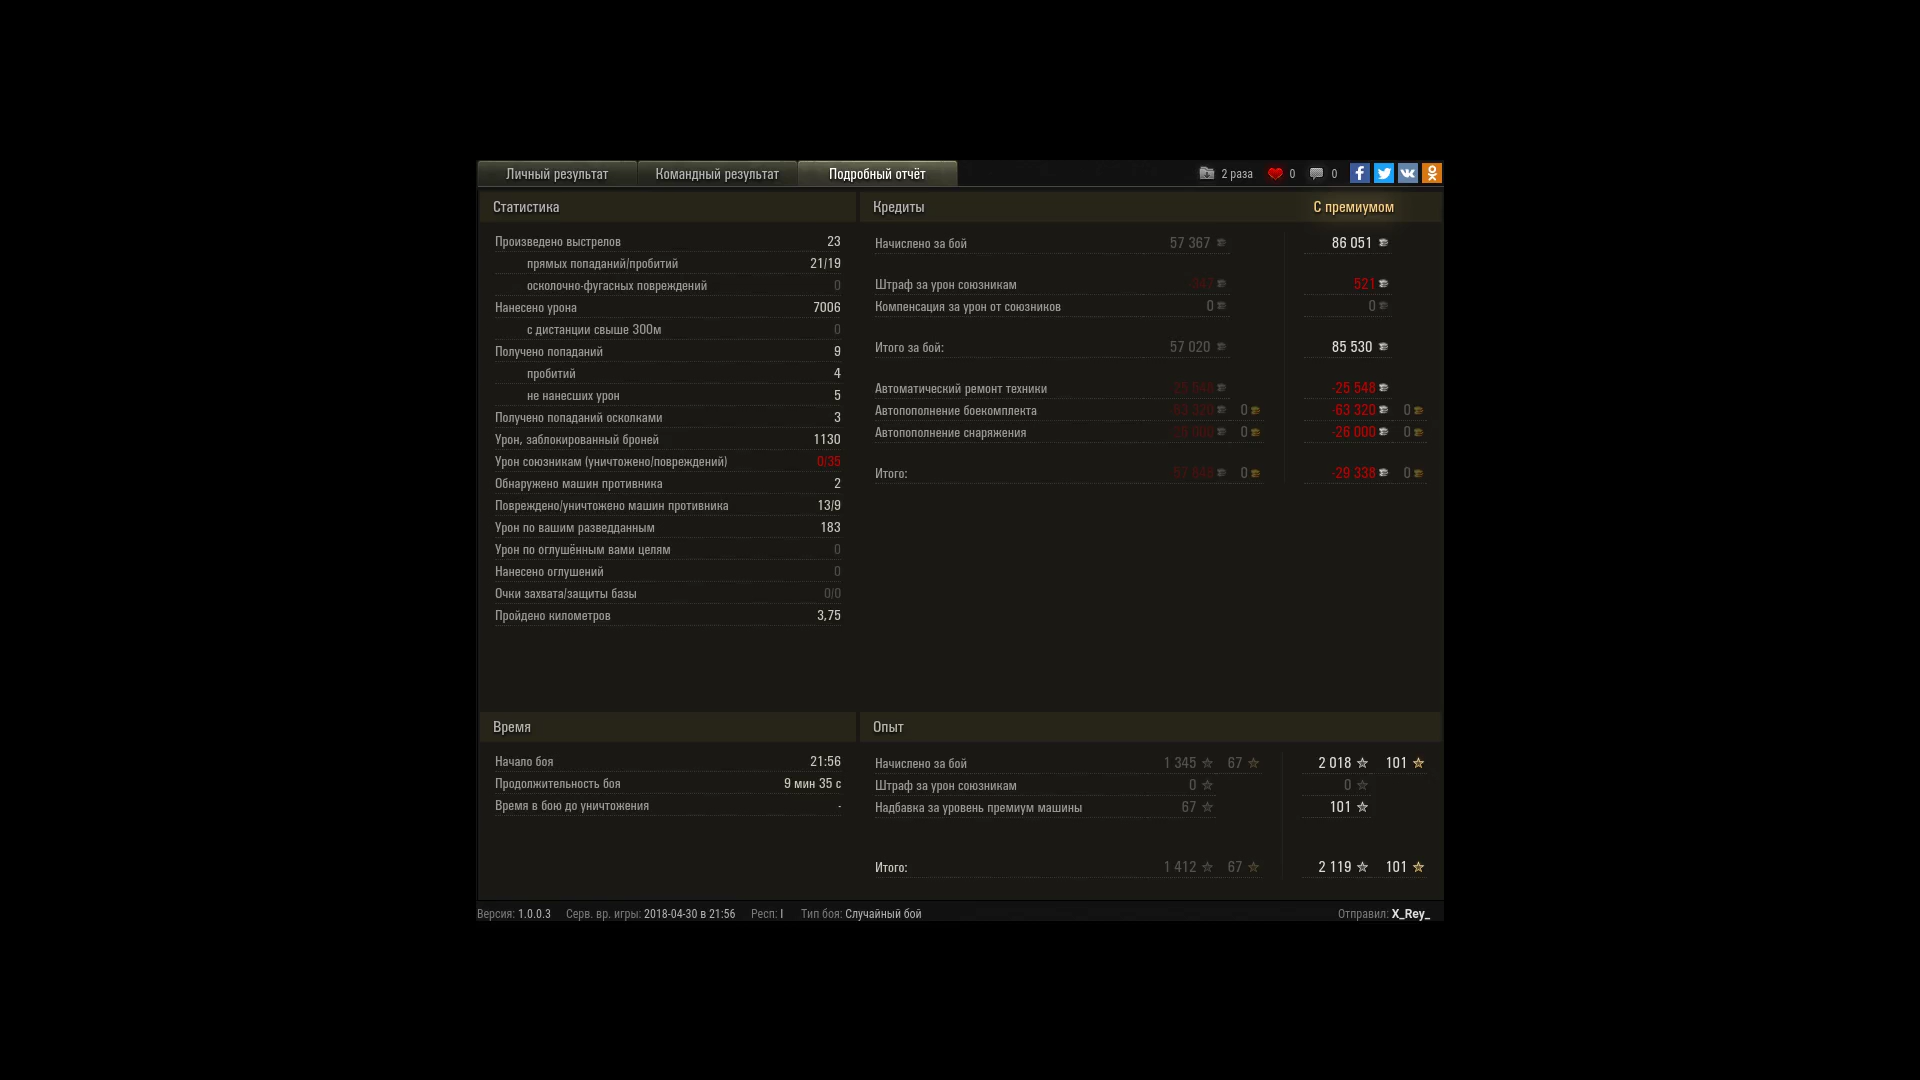 Личный результат Командный результат Подробный отчёт 2 раза 0 0
Статистика
Произведено выстрелов 23
прямых попаданий/пробитий 21/19
осколочно-фугасных повреждений 0
Нанесено урона 7006
с дистанции свыше 300м 0
Получено попаданий 9
пробитий 4
не нанесших урон 5
Получено попаданий осколками 3
Урон, заблокированный броней 1130
Урон союзникам (уничтожено/повреждений) 0/35
Обнаружено машин противника 2
Повреждено/уничтожено машин противника 13/9
Урон по вашим разведданным 183
Урон по оглушённым вами целям 0
Нанесено оглушений 0
Очки захвата/защиты базы 0/0
Пройдено километров 3,75
Кредиты С премиумом
Начислено за бой 57 367 86 051
Штраф за урон союзникам -347 521
Компенсация за урон от союзников 0 0
Итого за бой: 57 020 85 530
Автоматический ремонт техники -25 548
Автопополнение боекомплекта -63 320 0 -63 320 0
Автопополнение снаряжения 0 -26 000 0
Итого: 0 -29 338 0
Время
Начало боя 21:56
Продолжительность боя 9 мин 35 с
Время в бою до уничтожения -
Опыт
Начислено за бой 1 345 67 2 018 101
Штраф за урон союзникам 0 0
Надбавка за уровень премиум машины 67 101
Итого: 1 412 67 2 119 101
Версия: 1.0.0.3 Серв. вр. игры: 2018-04-30 в 21:56 Респ: I Тип боя: Случайный бой Отправил: X_Rey_